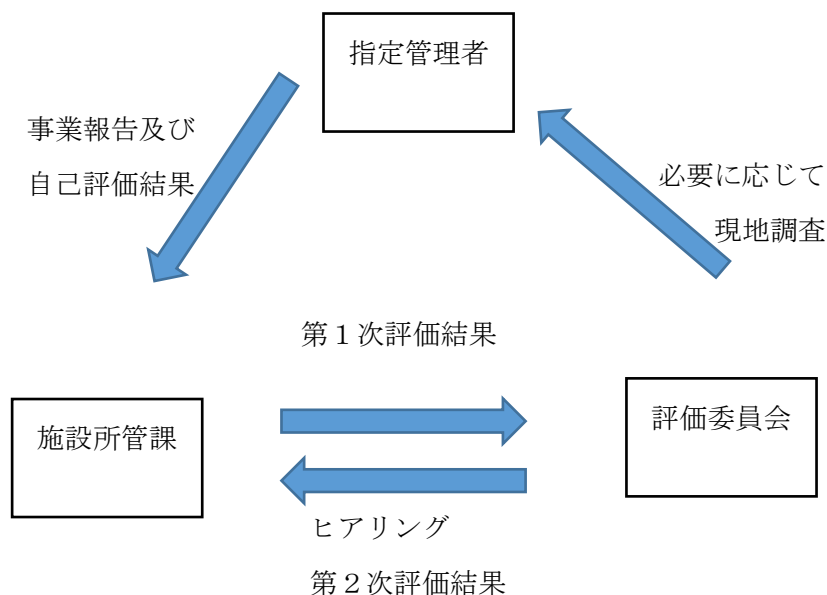 指定管理者
事業報告及び
自己評価結果
必要に応じて
現地調査
第１次評価結果
施設所管課
評価委員会
ヒアリング
第２次評価結果